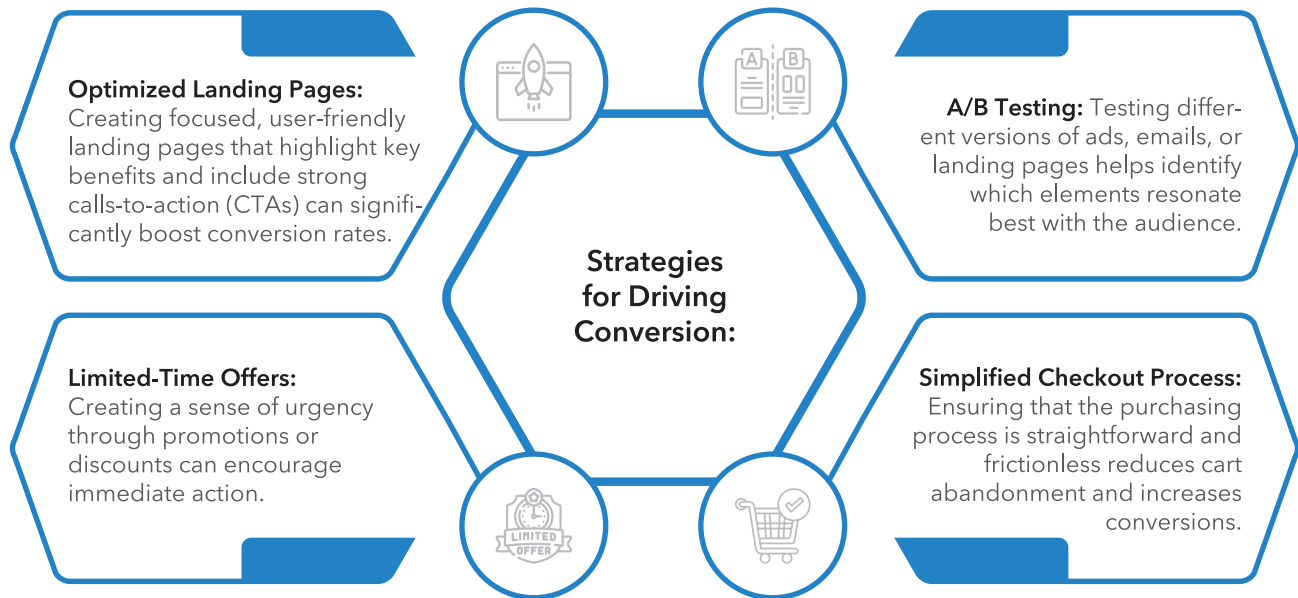 Optimized Landing Pages:
Creating focused, user-friendly
landing pages that highlight key
benefits and include strong
calls-to-action (CTAs) can signifi-
cantly boost conversion rates.
A
B
A/B Testing: Testing differ-
ent versions of ads, emails, or
landing pages helps identify
which elements resonate
best with the audience.
Strategies
for Driving
Conversion:
Limited-Time Offers:
Creating a sense of urgency
through promotions or
discounts can encourage
immediate action.
LIMITED
OFFER
Simplified Checkout Process:
Ensuring that the purchasing
process is straightforward and
frictionless reduces cart
abandonment and increases
conversions.